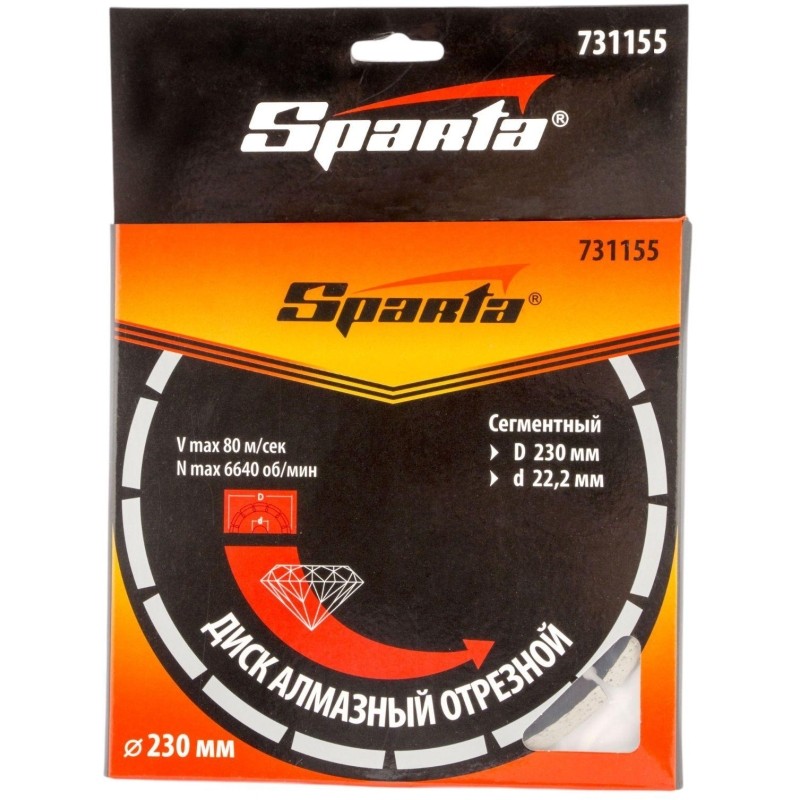 731155
Sparta®
731155
Sparta®
V max 80 м/сек
N max 6640 об/мин
Сегментный
D 230 мм
d 22,2 мм
D
d
ДИСК АЛМАЗНЫЙ ОТРЕЗНОЙ
⌀ 230 мм